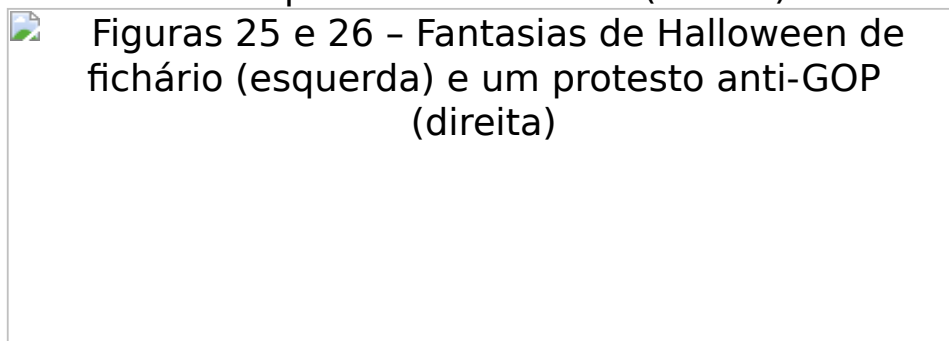 Figuras 25 e 26 – Fantasias de Halloween de
fichário (esquerda) e um protesto anti-GOP
(direita)